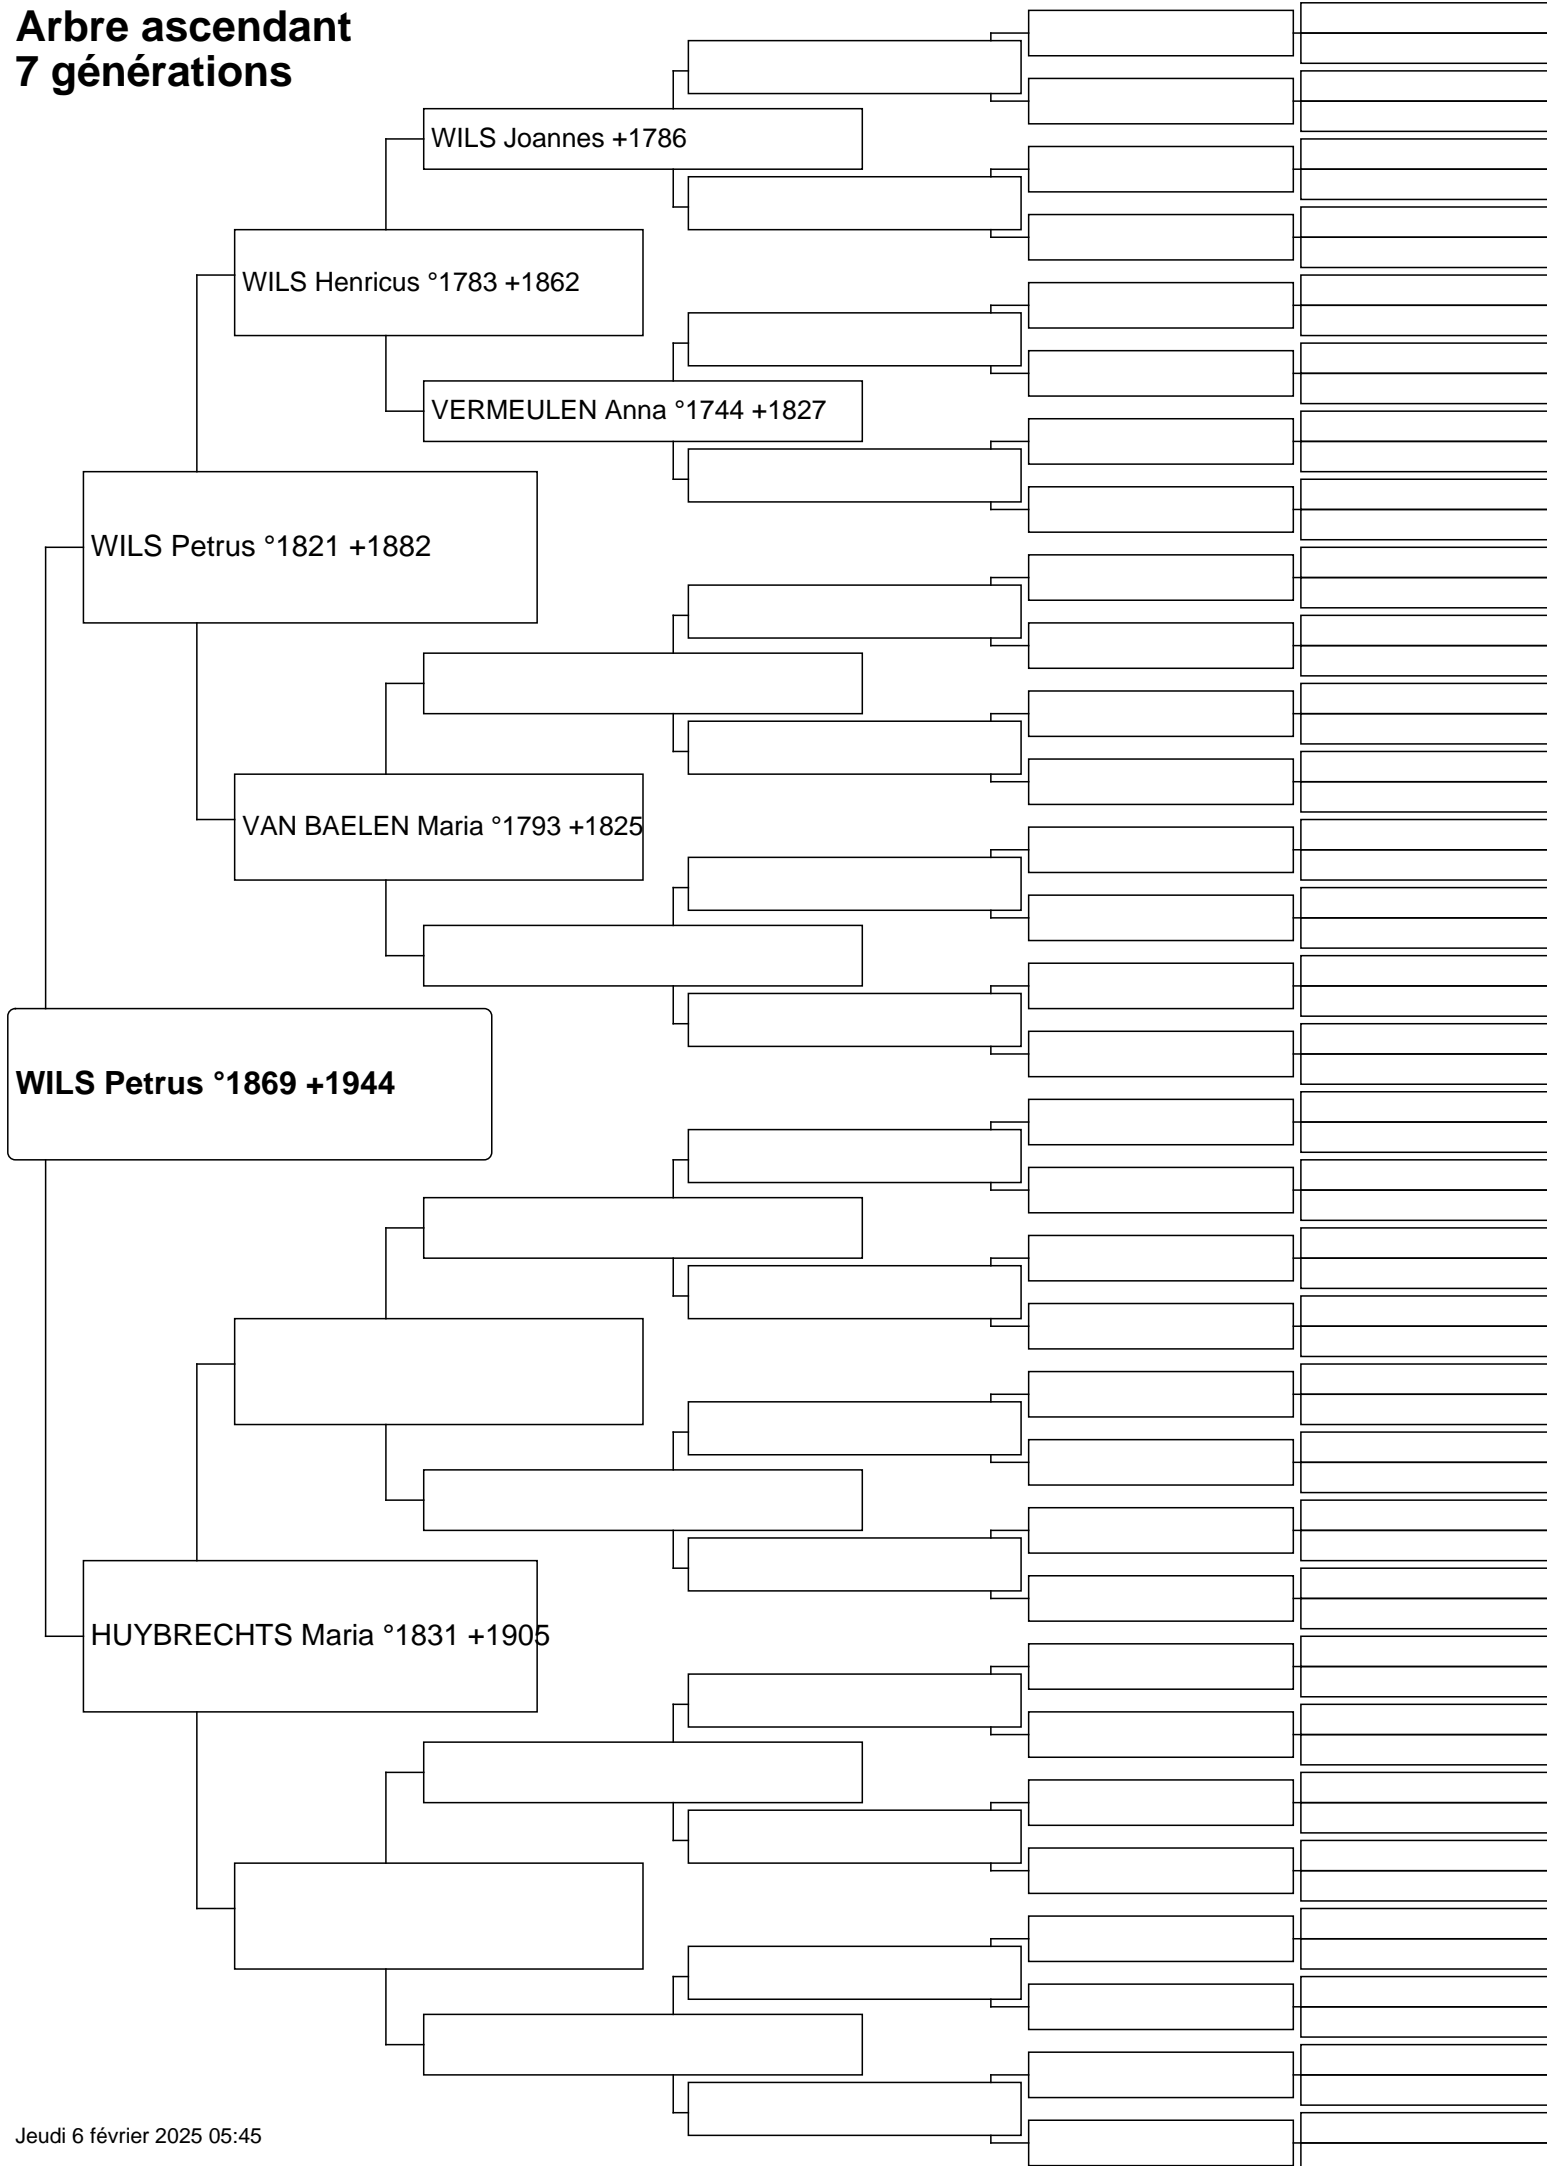 Arbre ascendant
7 générations
WILS Joannes +1786
WILS Henricus °1783 +1862
VERMEULEN Anna °1744 +1827
WILS Petrus °1821 +1882
VAN BAELEN Maria °1793 +1825
WILS Petrus °1869 +1944
HUYBRECHTS Maria °1831 +1905
Jeudi 6 février 2025 05:45